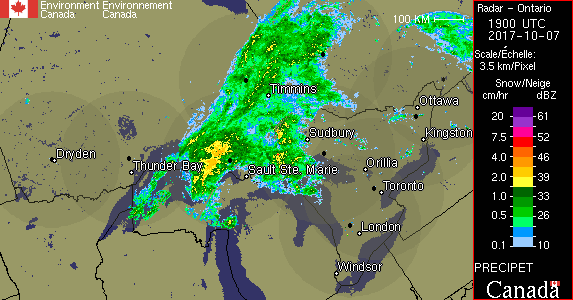 Environment Environnement
Canada Canada
100 KM
Timmins
Ottawa
Sudbury
Kingston
Dryden
Thunder Bay
Sault Ste. Marie
Orillia
Toronto
London
Windsor
Radar - Ontario
1900 UTC
2017-10-07
Scale/Échelle:
3.5 km/Pixel
Snow/Neige
cm/hr dBZ
20 61
7.5 52
4.0 46
2.0 39
1.0 33
0.5 26
0.1 10
PRECIPET
Canada